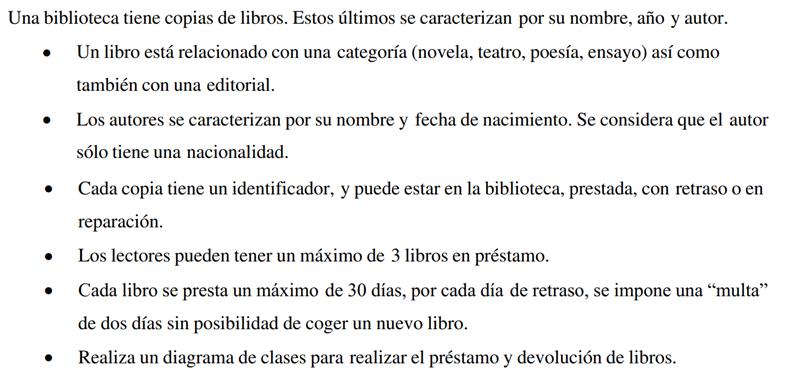 Una biblioteca tiene copias de libros. Estos últimos se caracterizan por su nombre, año y autor.
• Un libro está relacionado con una categoría (novela, teatro, poesía, ensayo) así como
también con una editorial.
• Los autores se caracterizan por su nombre y fecha de nacimiento. Se considera que el autor
sólo tiene una nacionalidad.
• Cada copia tiene un identificador, y puede estar en la biblioteca, prestada, con retraso o en
reparación.
• Los lectores pueden tener un máximo de 3 libros en préstamo.
• Cada libro se presta un máximo de 30 días, por cada día de retraso, se impone una “multa”
de dos días sin posibilidad de coger un nuevo libro.
• Realiza un diagrama de clases para realizar el préstamo y devolución de libros.